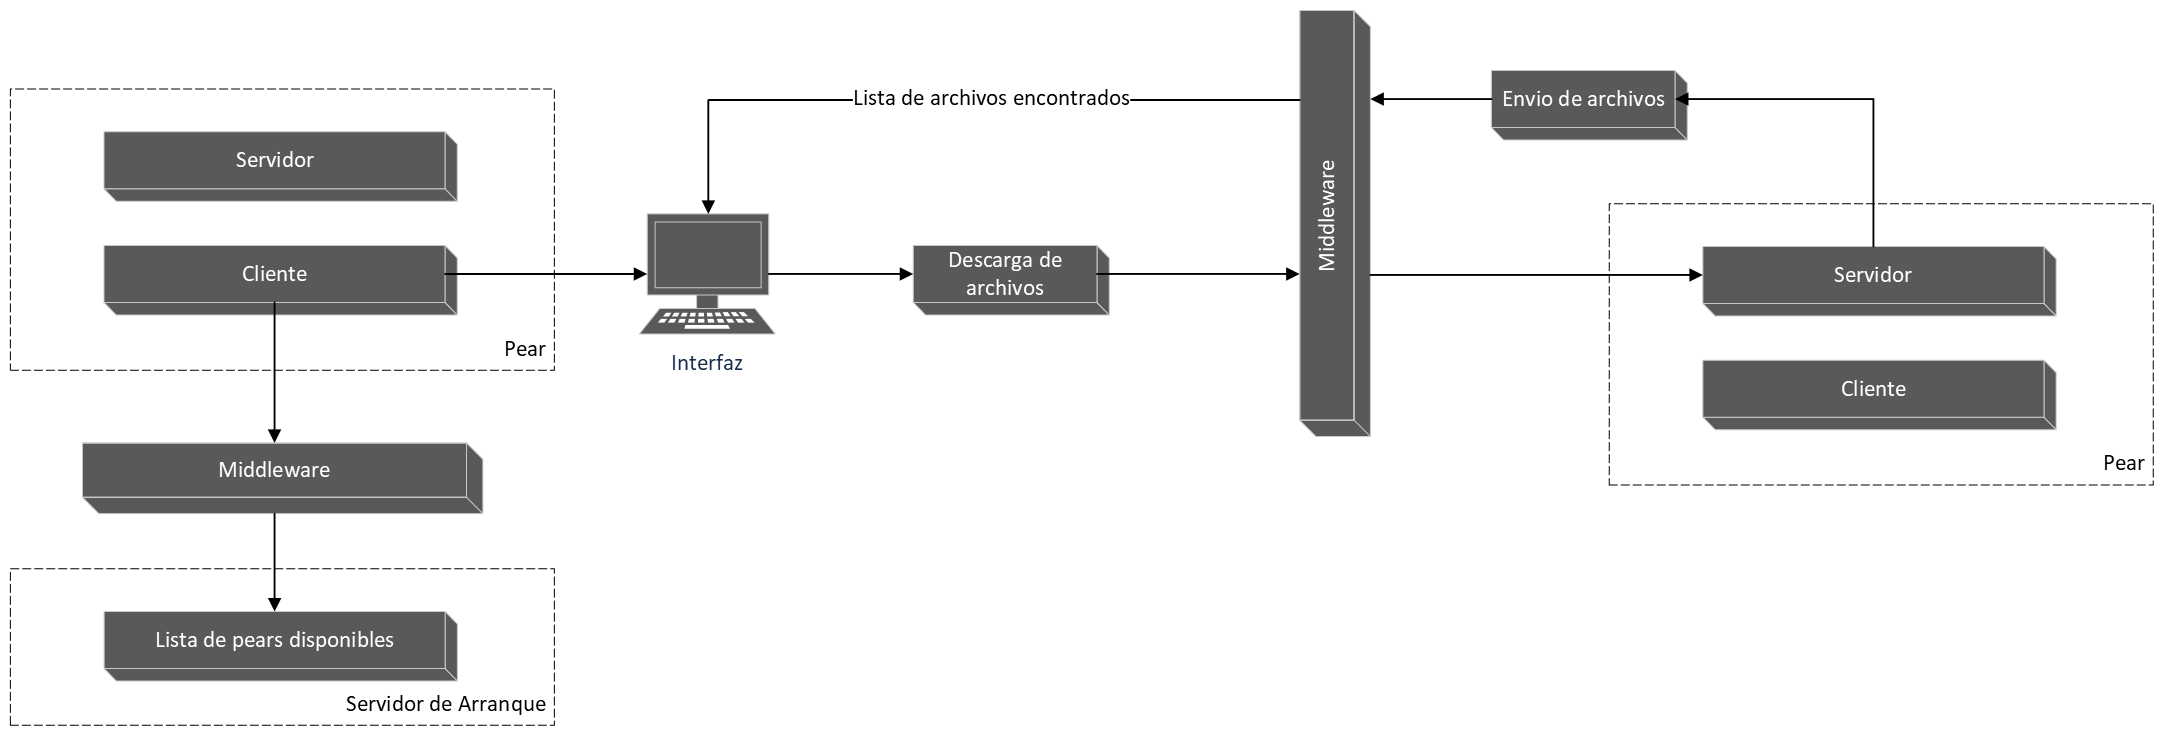 Servidor
Cliente
Pear
Middleware
Lista de pears disponibles
Servidor de Arranque
Lista de archivos encontrados
Interfaz
Descarga de
archivos
Middleware
Envio de archivos
Servidor
Cliente
Pear